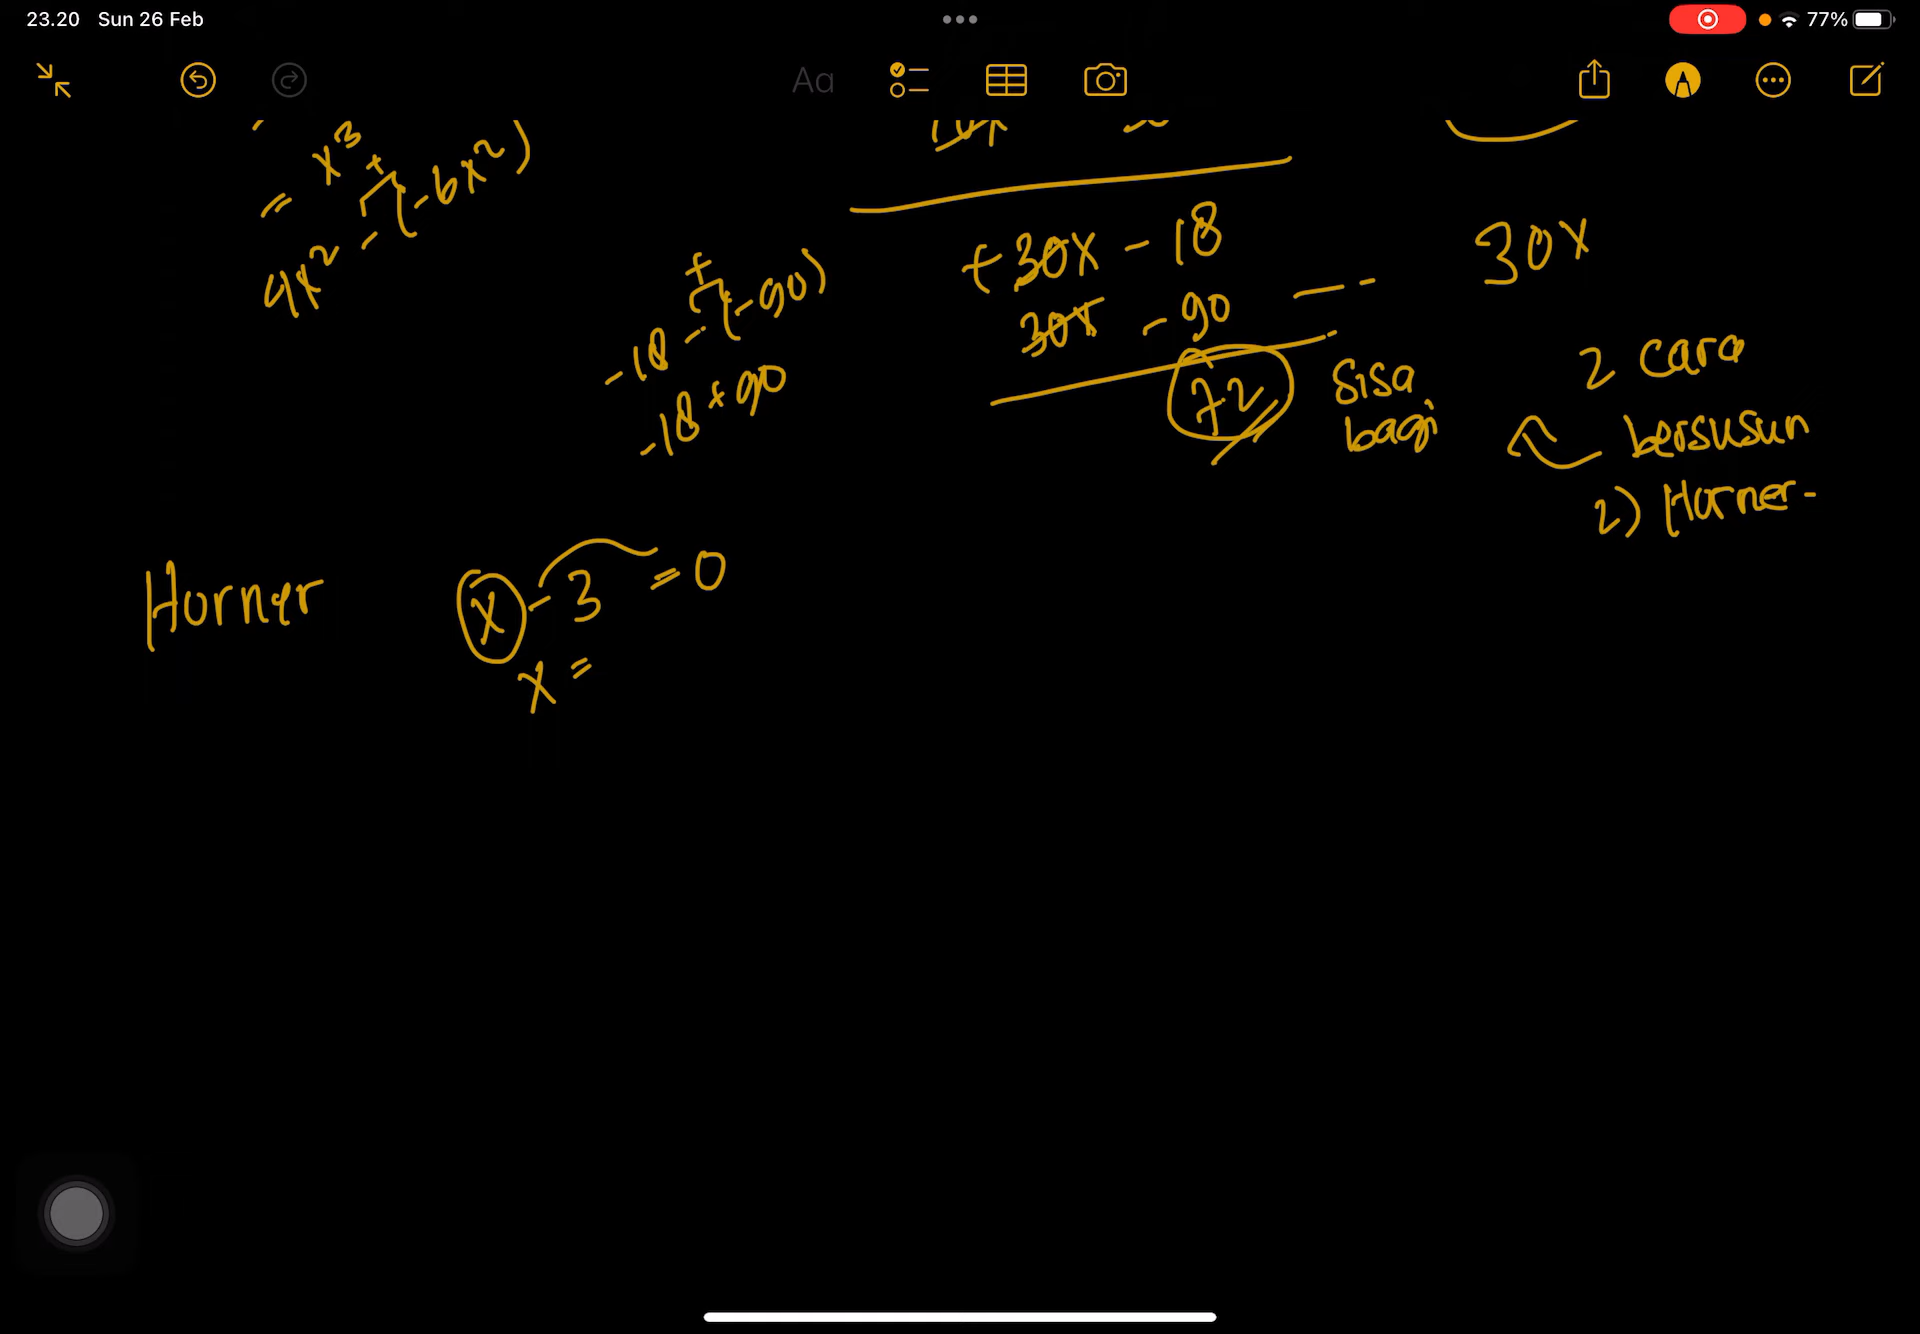 23.20 Sun 26 Feb
77%
Aa
= x³
4x² - (-6x²)
+
+30x - 18
30x - 90
72
sisa
bagi
30x
+
-18 - (-90)
-18 + 90
2 cara
bersusun
2) Horner-
Horner
x - 3 = 0
x =